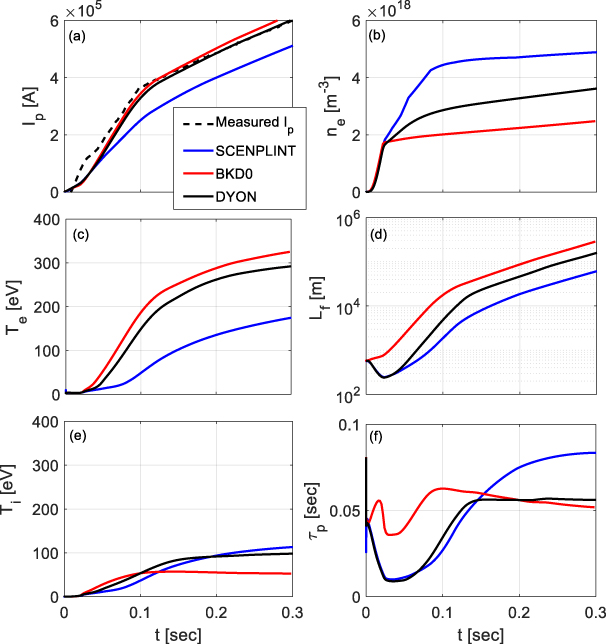 6 × 10^5
(a)
4
2
0
I_p [A]
Measured I_p
SCENPLINT
BKD0
DYON
6 × 10^18
(b)
4
2
0
n_e [m^-3]
400
(c)
300
200
100
0
T_e [eV]
10^6
(d)
10^4
10^2
L_f [m]
400
(e)
300
200
100
0
T_i [eV]
0 0.1 0.2 0.3
t [sec]
0.1
(f)
0.05
0
τ_p [sec]
0 0.1 0.2 0.3
t [sec]